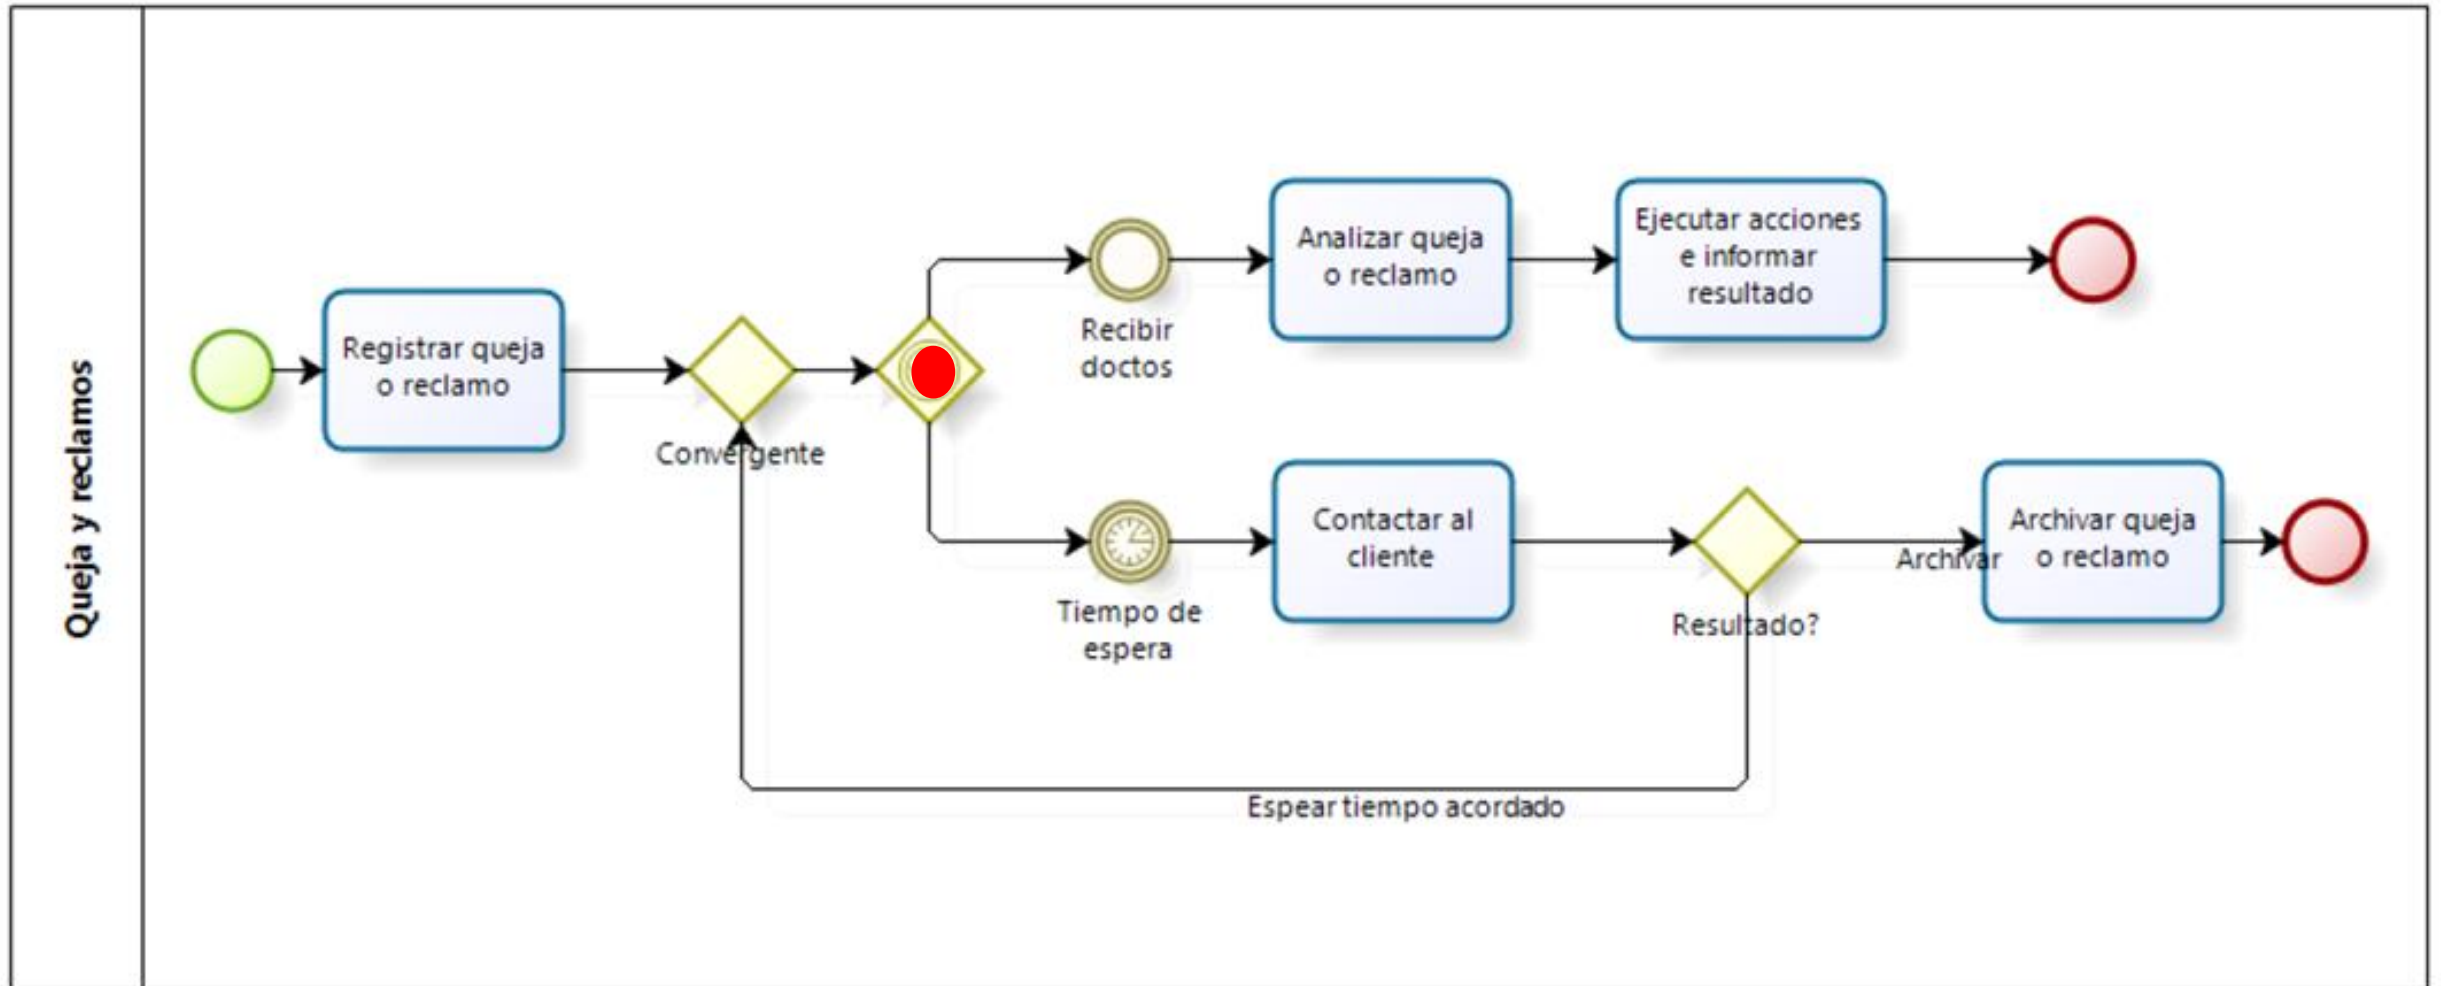 Queja y reclamos
Registrar queja
o reclamo
Convergente
Recibir
doctos
Analizar queja
o reclamo
Ejecutar acciones
e informar
resultado
Tiempo de
espera
Contactar al
cliente
Resultado?
Archivar
Archivar queja
o reclamo
Espear tiempo acordado